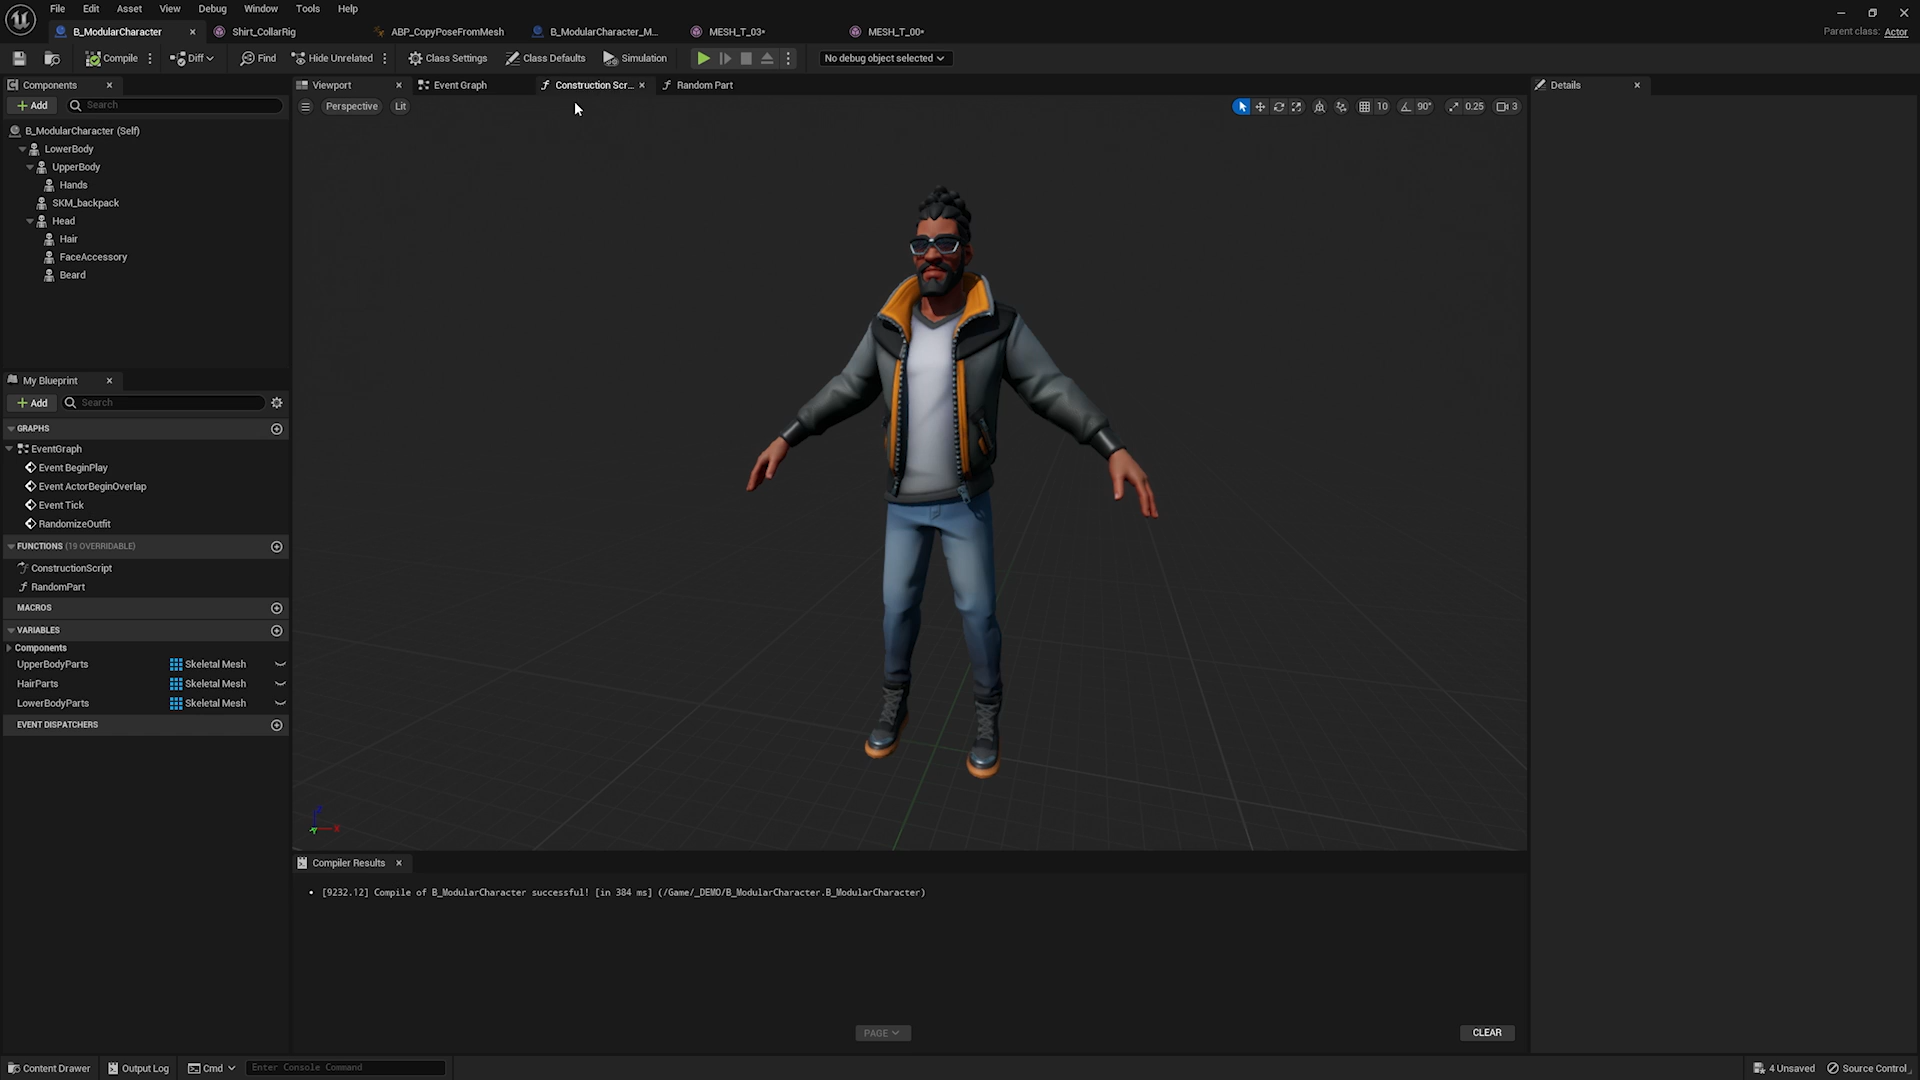 File Edit Asset View Debug Window Tools Help
B_ModularCharacter Shirt_CollarRig ABP_CopyPoseFromMesh B_ModularCharacter_M... MESH_T_03* MESH_T_00* Parent class: Actor
Compile Diff Find Hide Unrelated Class Settings Class Defaults Simulation No debug object selected
Components
Viewport Event Graph Construction Scr... Random Part Details
Add Search
Perspective Lit 10 90° 0.25 3
B_ModularCharacter (Self)
LowerBody
UpperBody
Hands
SKM_backpack
Head
Hair
FaceAccessory
Beard
My Blueprint
Add Search
GRAPHS
EventGraph
Event BeginPlay
Event ActorBeginOverlap
Event Tick
RandomizeOutfit
FUNCTIONS (19 OVERRIDABLE)
ConstructionScript
RandomPart
MACROS
VARIABLES
Components
UpperBodyParts Skeletal Mesh
HairParts Skeletal Mesh
LowerBodyParts Skeletal Mesh
EVENT DISPATCHERS
X
Compiler Results
• [9232.12] Compile of B_ModularCharacter successful! [in 384 ms] (/Game/_DEMO/B_ModularCharacter.B_ModularCharacter)
PAGE CLEAR
Content Drawer Output Log Cmd Enter Console Command 4 Unsaved Source Control